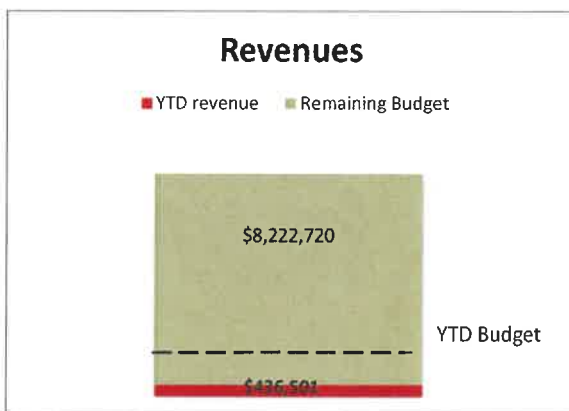 Revenues
YTD revenue Remaining Budget
$8,222,720
YTD Budget
$436,501